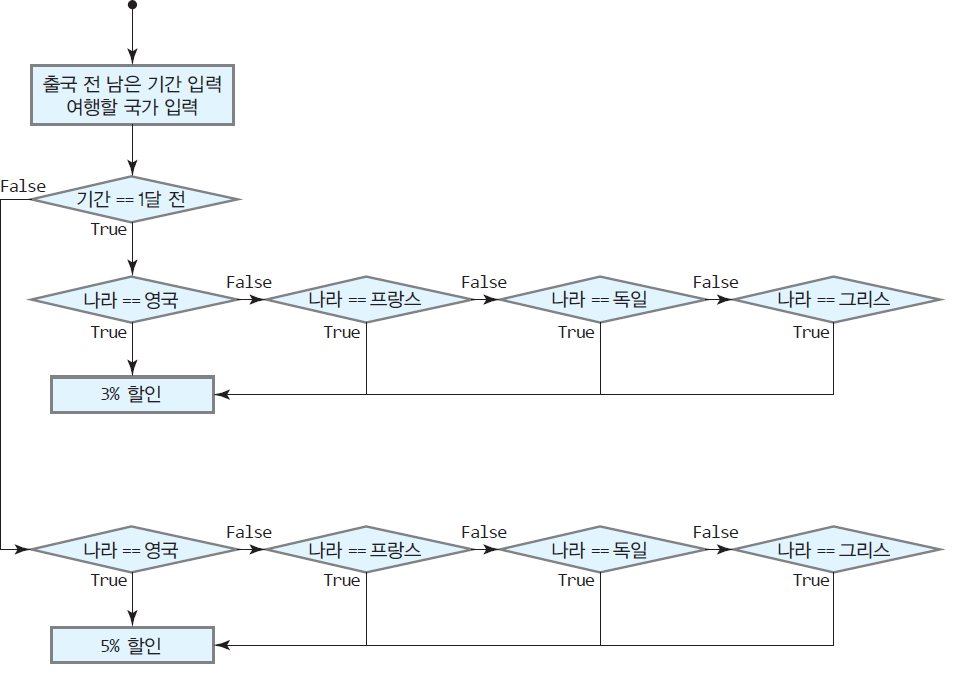 출국 전 남은 기간 입력
여행할 국가 입력
False
기간 == 1달 전
True
False
False
False
나라 == 영국
나라 == 프랑스
나라 == 독일
나라 == 그리스
True
True
True
True
3% 할인
False
False
False
나라 == 영국
나라 == 프랑스
나라 == 독일
나라 == 그리스
True
True
True
True
5% 할인